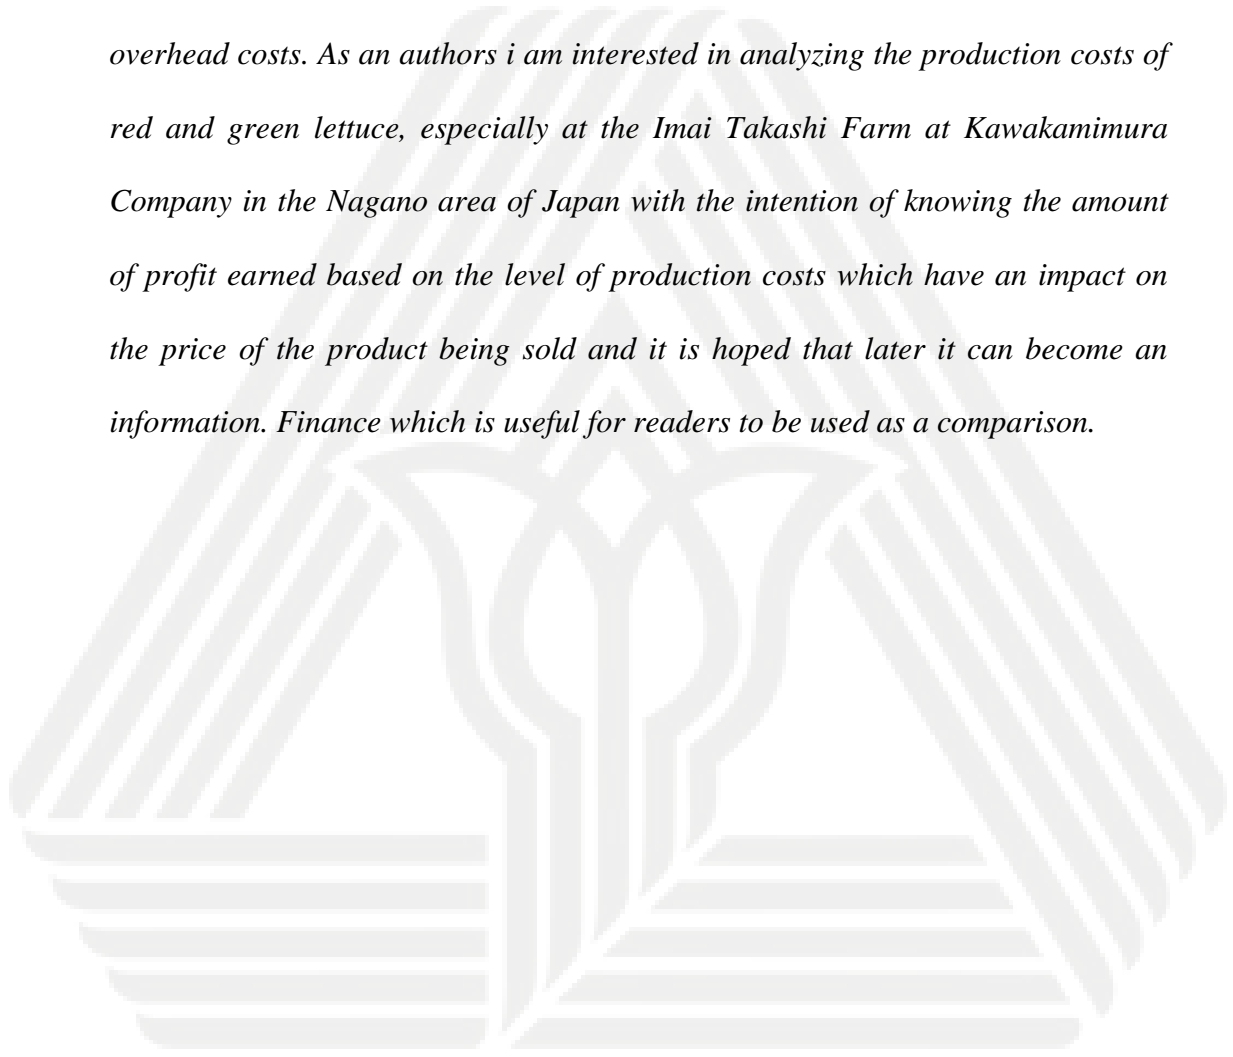 overhead costs. As an authors i am interested in analyzing the production costs of
red and green lettuce, especially at the Imai Takashi Farm at Kawakamimura
Company in the Nagano area of Japan with the intention of knowing the amount
of profit earned based on the level of production costs which have an impact on
the price of the product being sold and it is hoped that later it can become an
information. Finance which is useful for readers to be used as a comparison.